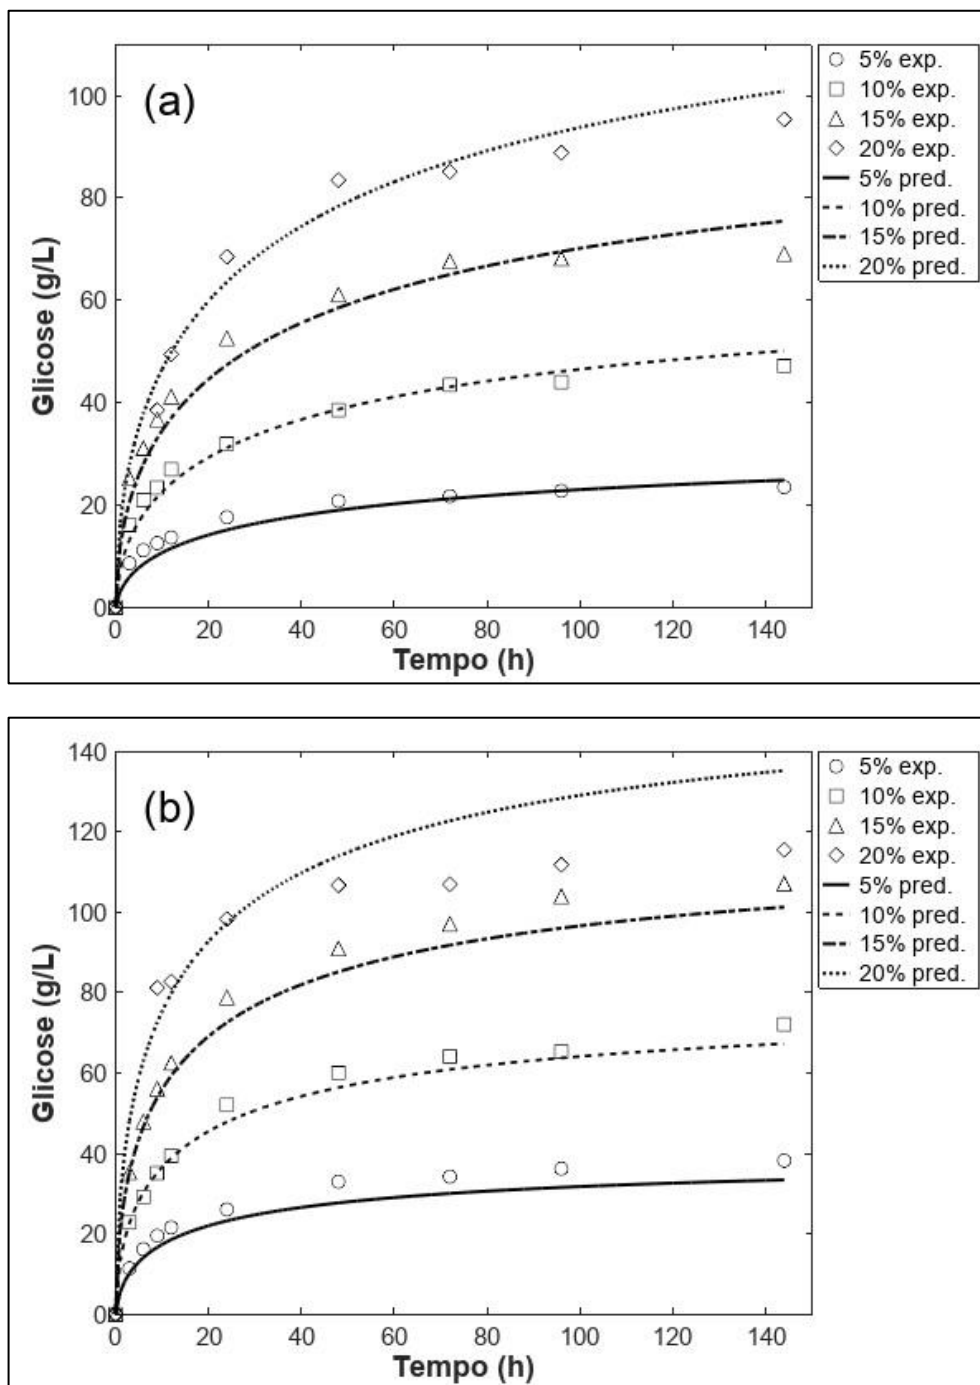 (a)
Glicose (g/L)
100
80
60
40
20
0
0 20 40 60 80 100 120 140
Tempo (h)
5% exp.
10% exp.
15% exp.
20% exp.
5% pred.
10% pred.
15% pred.
20% pred.
(b)
Glicose (g/L)
140
120
100
80
60
40
20
0
0 20 40 60 80 100 120 140
Tempo (h)
5% exp.
10% exp.
15% exp.
20% exp.
5% pred.
10% pred.
15% pred.
20% pred.